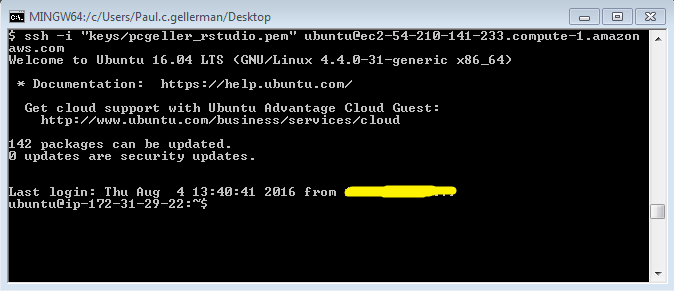 MINGW64:/c/Users/Paul.c.gellerman/Desktop
$ ssh -i "keys/pcgeller_rstudio.pem" ubuntu@ec2-54-210-141-233.compute-1.amazon
aws.com
Welcome to Ubuntu 16.04 LTS (GNU/Linux 4.4.0-31-generic x86_64)
* Documentation:  https://help.ubuntu.com/
Get cloud support with Ubuntu Advantage Cloud Guest:
http://www.ubuntu.com/business/services/cloud
142 packages can be updated.
0 updates are security updates.
Last login: Thu Aug  4 13:40:41 2016 from
ubuntu@ip-172-31-29-22:~$